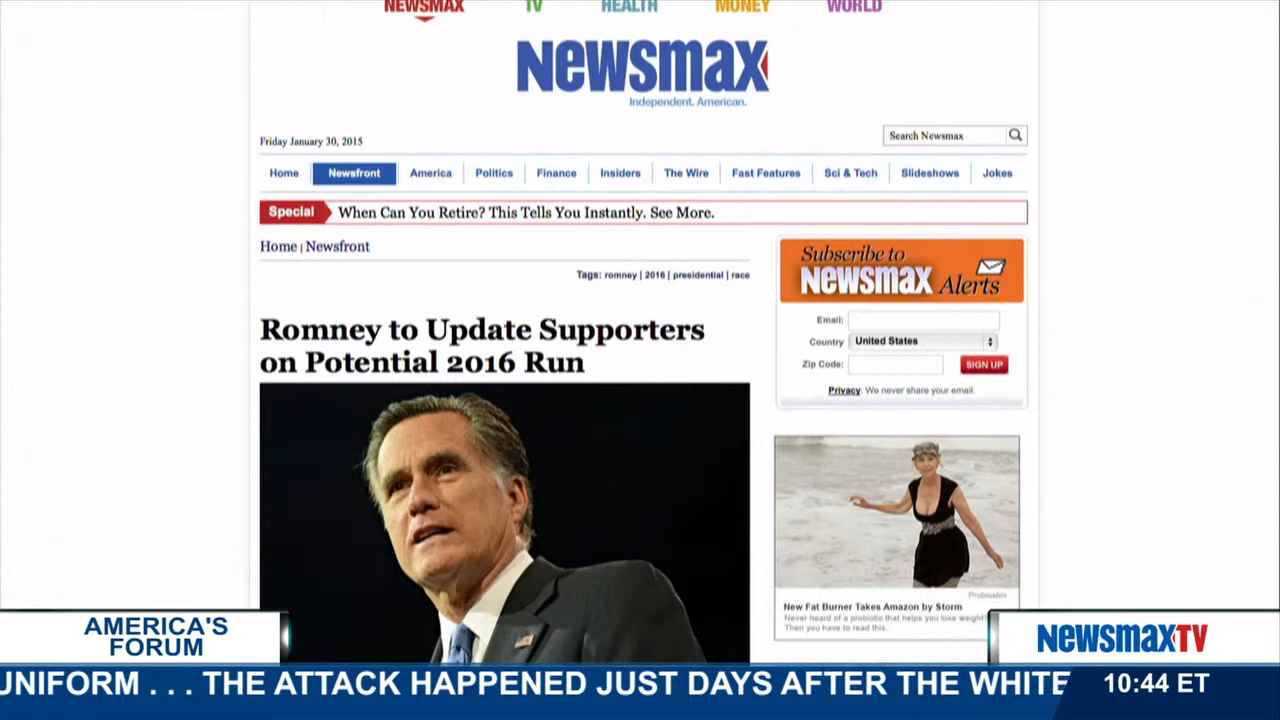 NEWSMAX TV HEALTH MONEY WORLD
Newsmax
Independent. American.
Friday January 30, 2015
Search Newsmax
Home Newsfront America Politics Finance Insiders The Wire Fast Features Sci & Tech Slideshows Jokes
Special When Can You Retire? This Tells You Instantly. See More.
Home | Newsfront
Tags: romney | 2016 | presidential | race
Subscribe to
Newsmax Alerts
Email:
Country United States
Zip Code: SIGN UP
Privacy: We never share your email.
Romney to Update Supporters
on Potential 2016 Run
Probioslim
New Fat Burner Takes Amazon by Storm
Never heard of a probiotic that helps you lose weight?
Then you have to read this.
AMERICA'S
FORUM
NEWSMAXTV
UNIFORM . . . THE ATTACK HAPPENED JUST DAYS AFTER THE WHITE
10:44 ET